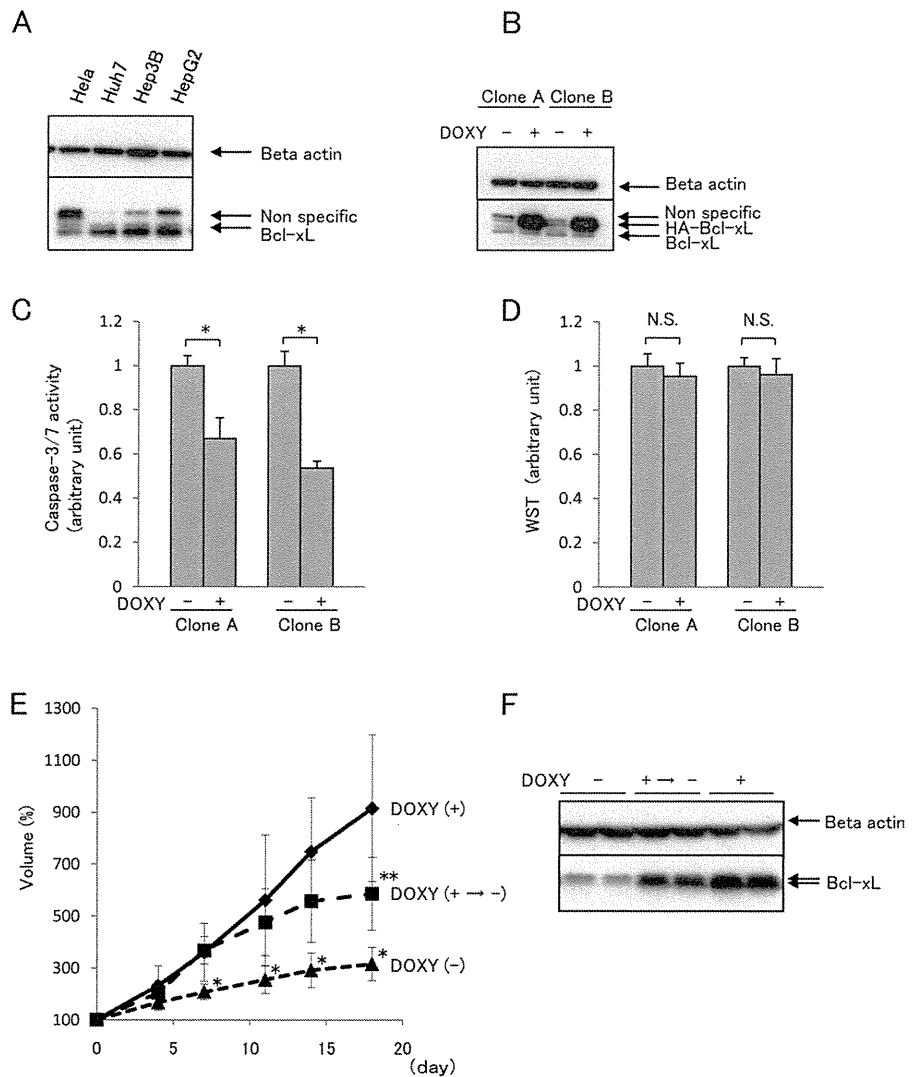 A
Hela
Huh7
Hep3B
HepG2
Beta actin
Non specific
Bcl-xL
B
Clone A Clone B
DOXY − + − +
Beta actin
Non specific
HA-Bcl-xL
Bcl-xL
C
Caspase-3/7 activity
(arbitrary unit)
1.2
1
0.8
0.6
0.4
0.2
0
* *
DOXY − + − +
Clone A Clone B
D
WST (arbitrary unit)
1.2
1
0.8
0.6
0.4
0.2
0
N.S. N.S.
DOXY − + − +
Clone A Clone B
E
Volume (%)
1300
1100
900
700
500
300
100
0 5 10 15 20
(day)
DOXY (+)
**
DOXY (+ → −)
* * * *
DOXY (−)
F
DOXY − + → − +
Beta actin
Bcl-xL